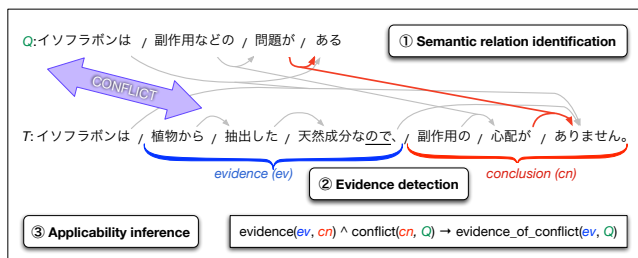 Q:イソフラボンは / 副作用などの / 問題が / ある
① Semantic relation identification
CONFLICT
T:イソフラボンは / 植物から / 抽出した / 天然成分なので、 / 副作用の / 心配が / ありません。
evidence (ev)
② Evidence detection
conclusion (cn)
③ Applicability inference
evidence(ev, cn) ^ conflict(cn, Q) → evidence_of_conflict(ev, Q)